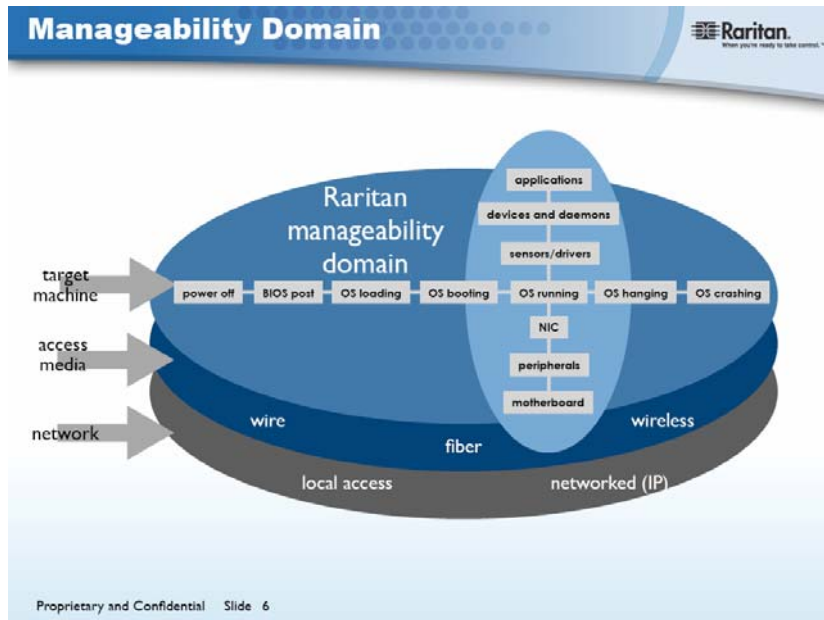 Manageability Domain
Raritan.
When you're ready to take control.
Raritan
manageability
domain
applications
devices and daemons
sensors/drivers
target
machine
power off
BIOS post
OS loading
OS booting
OS running
OS hanging
OS crashing
NIC
access
media
peripherals
motherboard
network
wire
fiber
wireless
local access
networked (IP)
Proprietary and Confidential Slide 6